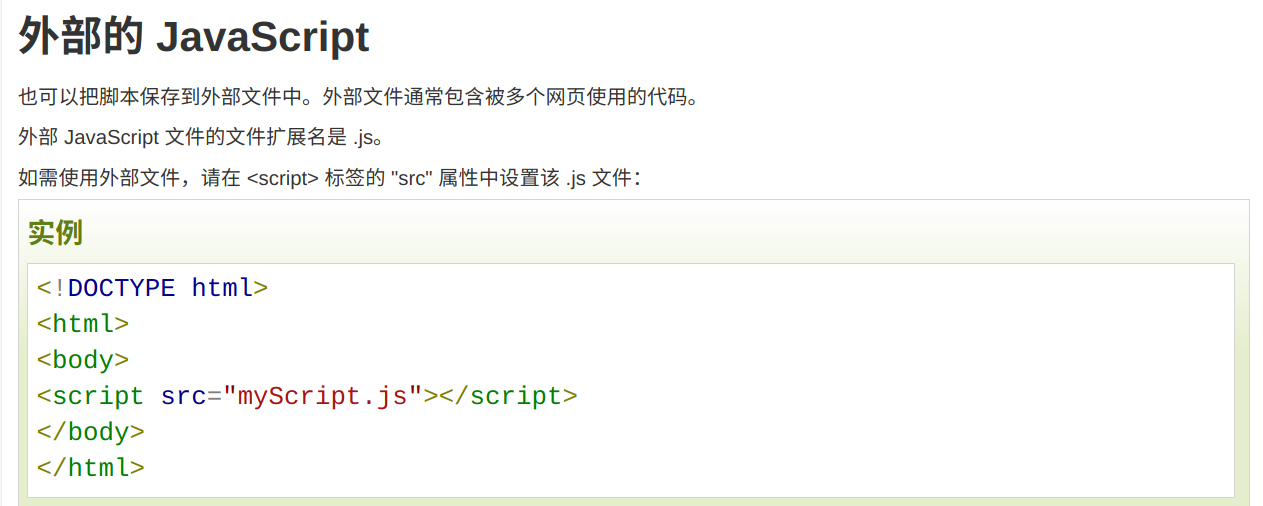 外部的 JavaScript
也可以把脚本保存到外部文件中。外部文件通常包含被多个网页使用的代码。
外部 JavaScript 文件的文件扩展名是 .js。
如需使用外部文件，请在 <script> 标签的 "src" 属性中设置该 .js 文件：
实例
<!DOCTYPE html>
<html>
<body>
<script src="myScript.js"></script>
</body>
</html>